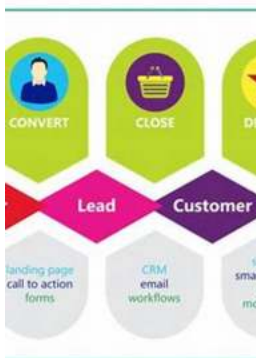 CONVERT
CLOSE
Lead
Customer
landing page
call to action
forms
CRM
email
workflows